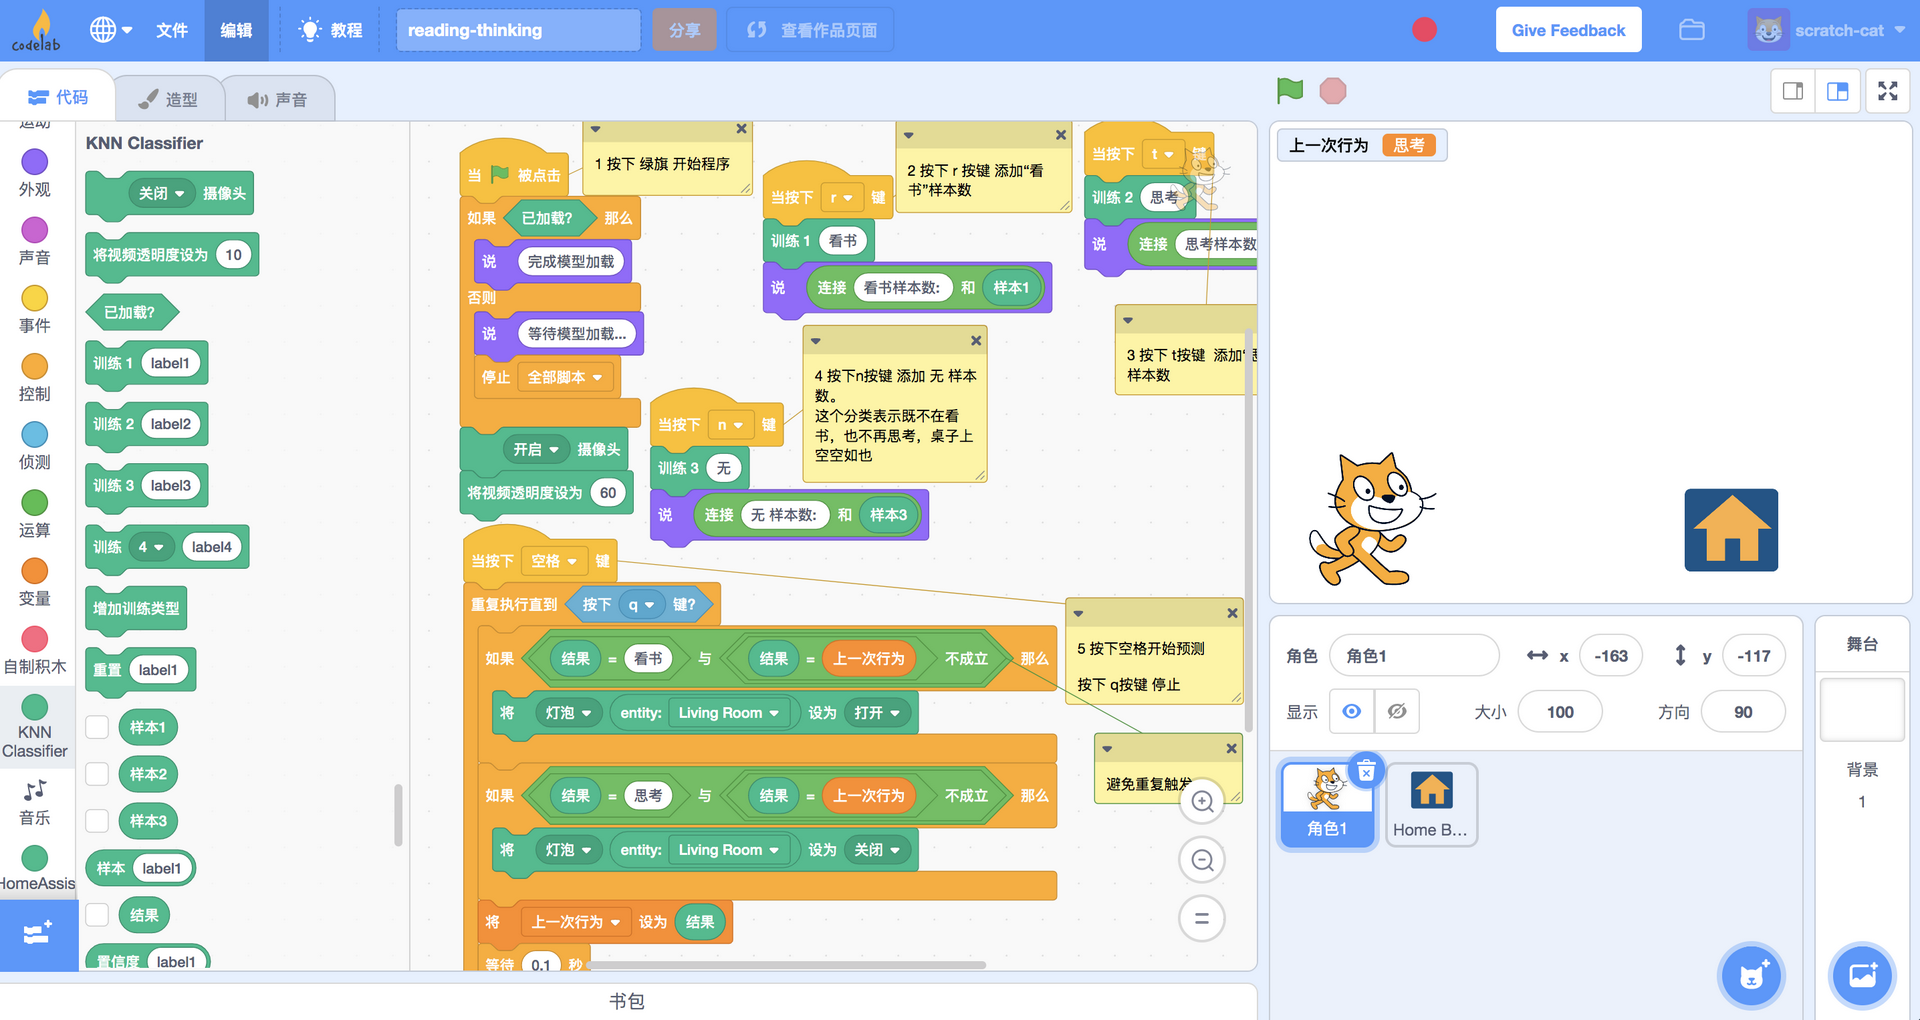 codelab
文件
编辑
教程
reading-thinking
分享
查看作品页面
Give Feedback
scratch-cat
代码
造型
声音
运动
外观
声音
事件
控制
侦测
运算
变量
自制积木
KNN
Classifier
音乐
HomeAssis
KNN Classifier
关闭 摄像头
将视频透明度设为 10
已加载?
训练 1 label1
训练 2 label2
训练 3 label3
训练 4 label4
增加训练类型
重置 label1
样本1
样本2
样本3
样本 label1
结果
置信度 label1
当 被点击
如果 已加载? 那么
说 完成模型加载
否则
说 等待模型加载...
停止 全部脚本
开启 摄像头
将视频透明度设为 60
1 按下 绿旗 开始程序
当按下 r 键
训练 1 看书
说 连接 看书样本数: 和 样本1
2 按下 r 按键 添加“看
书”样本数
当按下 t 键
训练 2 思考
说 连接 思考样本数
3 按下 t按键 添加“思
样本数
当按下 n 键
训练 3 无
说 连接 无 样本数: 和 样本3
4 按下n按键 添加 无 样本
数。
这个分类表示既不在看
书，也不再思考，桌子上
空空如也
当按下 空格 键
重复执行直到 按下 q 键?
如果 结果 = 看书 与 结果 = 上一次行为 不成立 那么
将 灯泡 entity: Living Room 设为 打开
如果 结果 = 思考 与 结果 = 上一次行为 不成立 那么
将 灯泡 entity: Living Room 设为 关闭
将 上一次行为 设为 结果
等待 0.1 秒
5 按下空格开始预测
按下 q按键 停止
避免重复触发
书包
上一次行为 思考
角色 角色1 x -163 y -117
显示 大小 100 方向 90
角色1
Home B...
舞台
背景
1